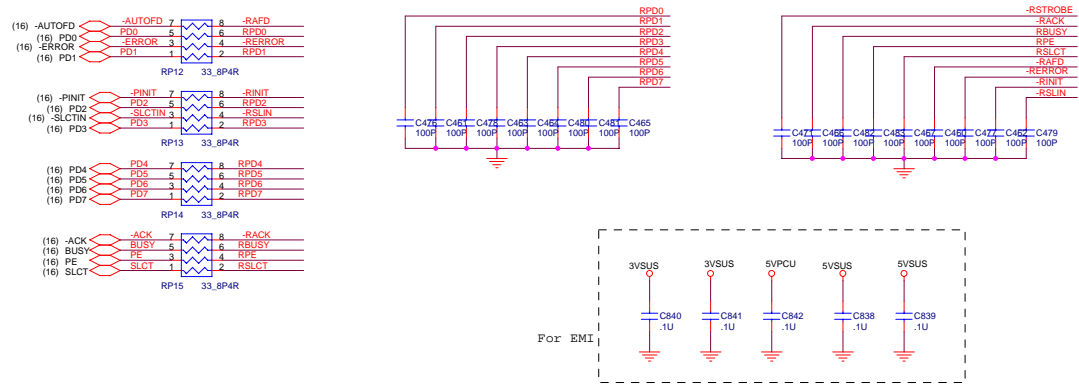 (16) -AUTOFD -AUTOFD 7 8 -RAFD
(16) PD0 PD0 5 6 RPD0
(16) -ERROR -ERROR 3 4 -RERROR
(16) PD1 PD1 1 2 RPD1
RP12 33_8P4R
(16) -PINIT -PINIT 7 8 -RINIT
(16) PD2 PD2 5 6 RPD2
(16) -SLCTIN -SLCTIN 3 4 -RSLIN
(16) PD3 PD3 1 2 RPD3
RP13 33_8P4R
(16) PD4 PD4 7 8 RPD4
(16) PD5 PD5 5 6 RPD5
(16) PD6 PD6 3 4 RPD6
(16) PD7 PD7 1 2 RPD7
RP14 33_8P4R
(16) -ACK -ACK 7 8 -RACK
(16) BUSY BUSY 5 6 RBUSY
(16) PE PE 3 4 RPE
(16) SLCT SLCT 1 2 RSLCT
RP15 33_8P4R
RPD0
RPD1
RPD2
RPD3
RPD4
RPD5
RPD6
RPD7
C476 C461 C478 C463 C464 C480 C481 C465
100P 100P 100P 100P 100P 100P 100P 100P
-RSTROBE
-RACK
RBUSY
RPE
RSLCT
-RAFD
-RERROR
-RINIT
-RSLIN
C471 C466 C482 C483 C467 C460 C477 C462 C479
100P 100P 100P 100P 100P 100P 100P 100P 100P
3VSUS 3VSUS 5VPCU 5VSUS 5VSUS
C840 C841 C842 C838 C839
.1U .1U .1U .1U .1U
For EMI